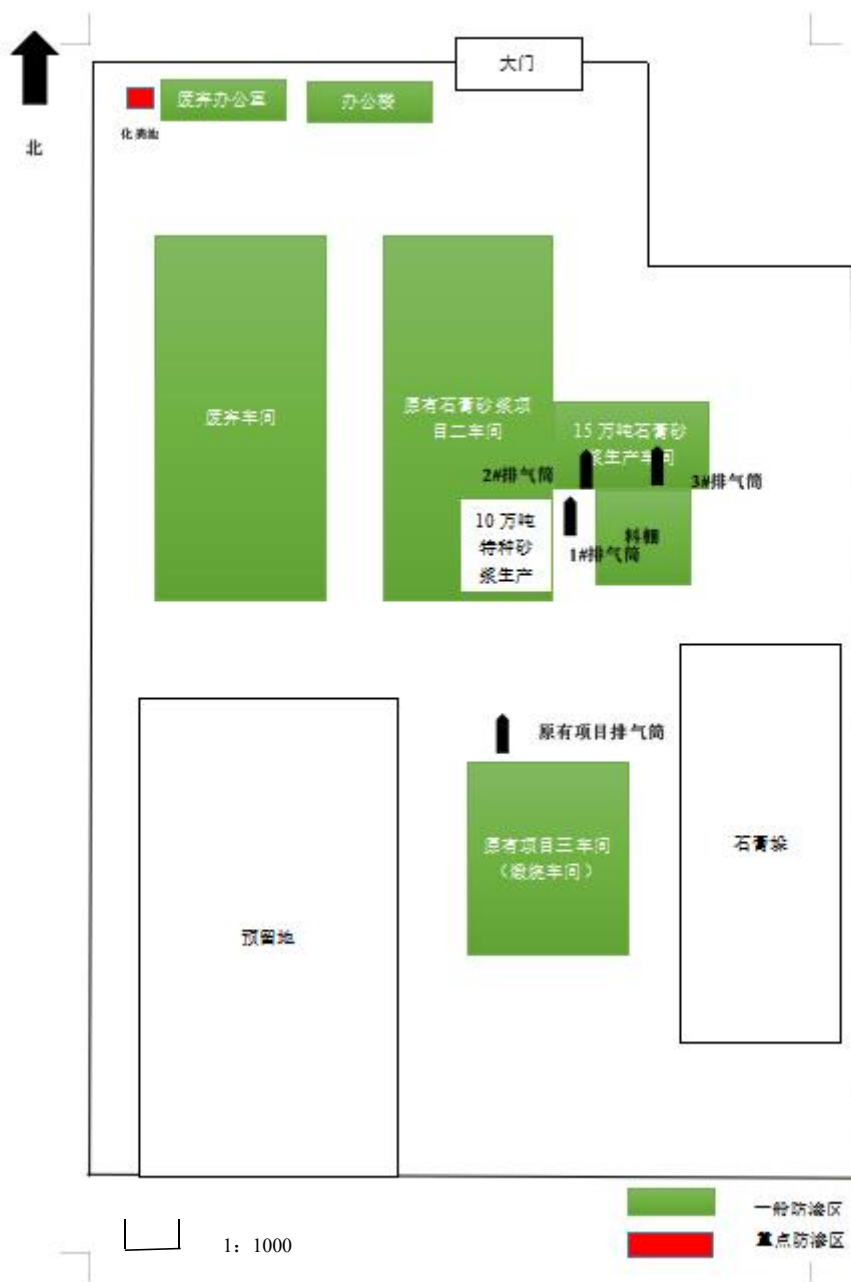 大门
废弃办公室
办公楼
化粪池
北
废弃车间
原有石膏砂浆项
目二车间
15 万吨石膏砂
浆生产车间
2#排气筒
3#排气筒
10 万吨
特种砂
浆生产
料棚
1#排气筒
原有项目排气筒
原有项目三车间
（煅烧车间）
石膏垛
预留地
一般防渗区
重点防渗区
1：1000